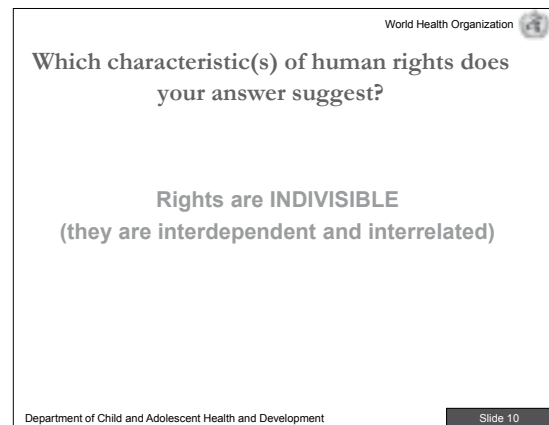 World Health Organization
Which characteristic(s) of human rights does
your answer suggest?
Rights are INDIVISIBLE
(they are interdependent and interrelated)
Department of Child and Adolescent Health and Development
Slide 10